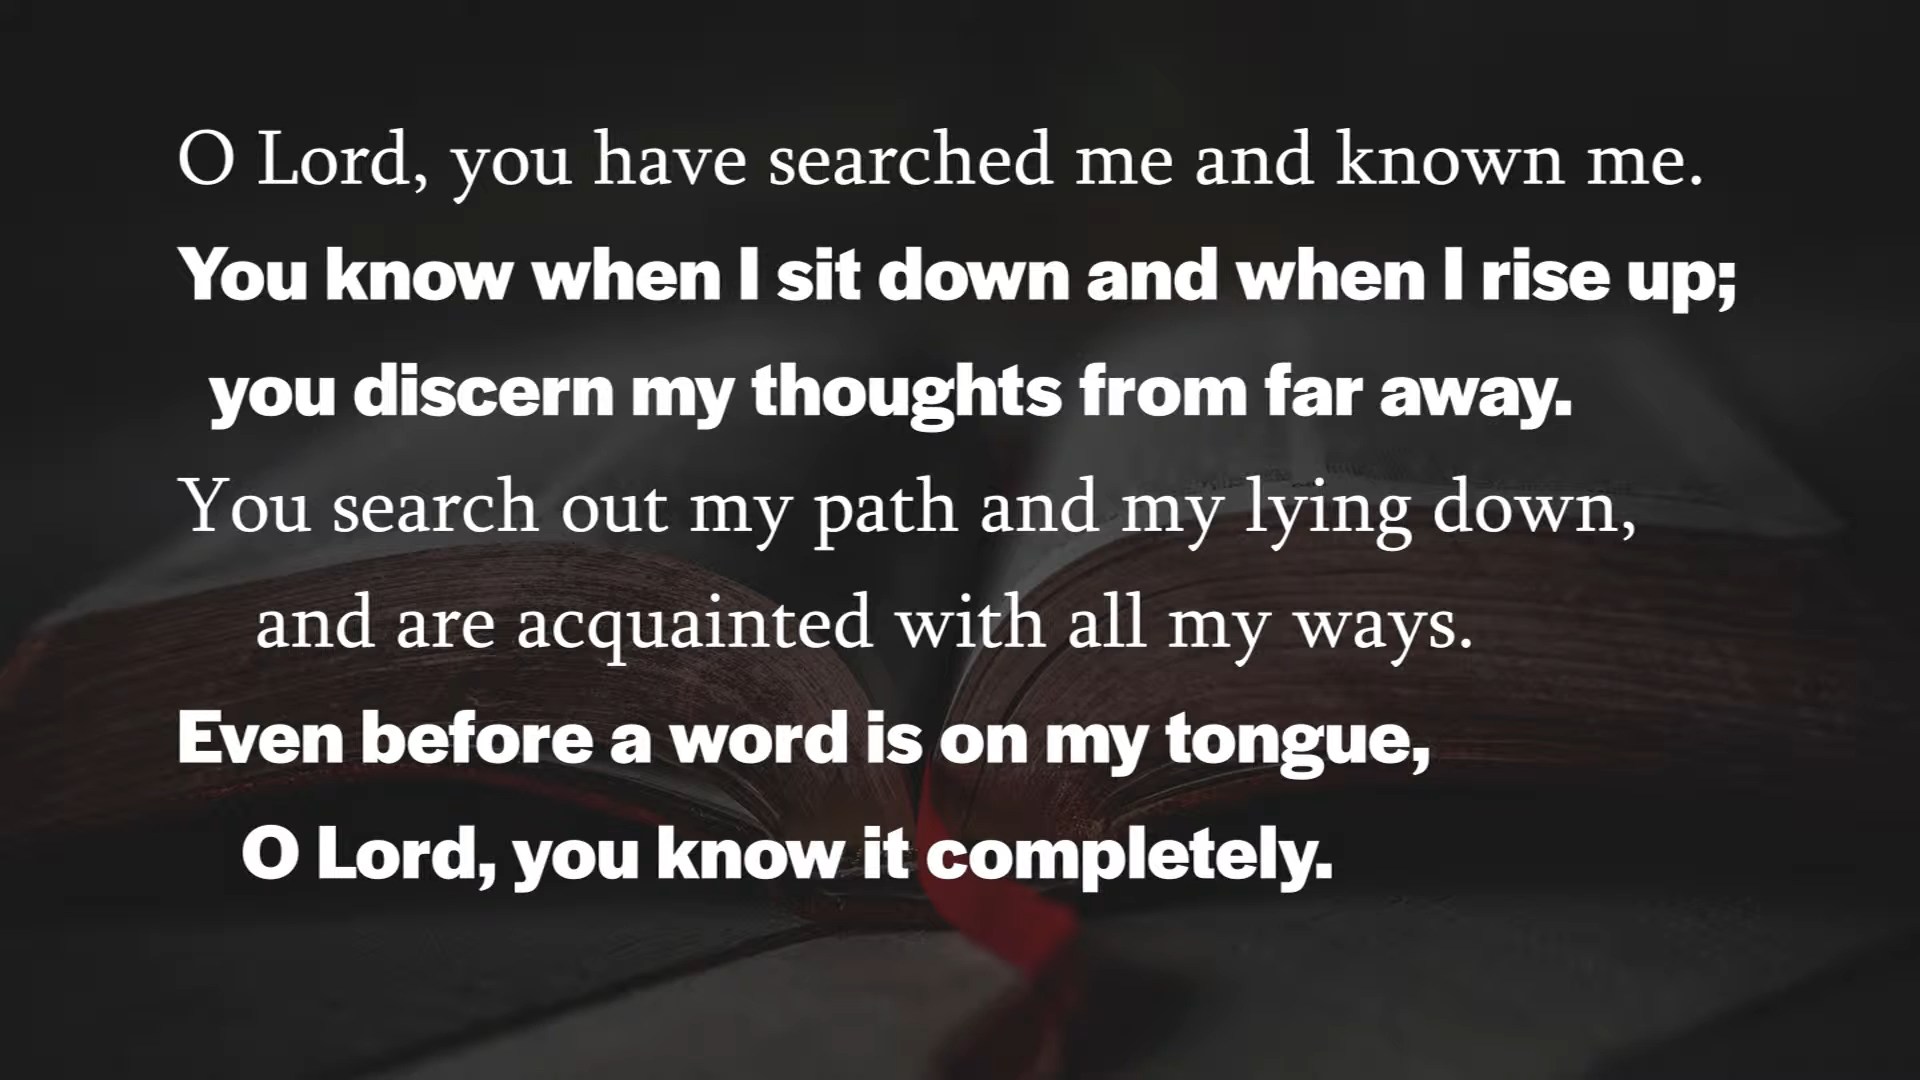 O Lord, you have searched me and known me.
You know when I sit down and when I rise up;
you discern my thoughts from far away.
You search out my path and my lying down,
and are acquainted with all my ways.
Even before a word is on my tongue,
O Lord, you know it completely.